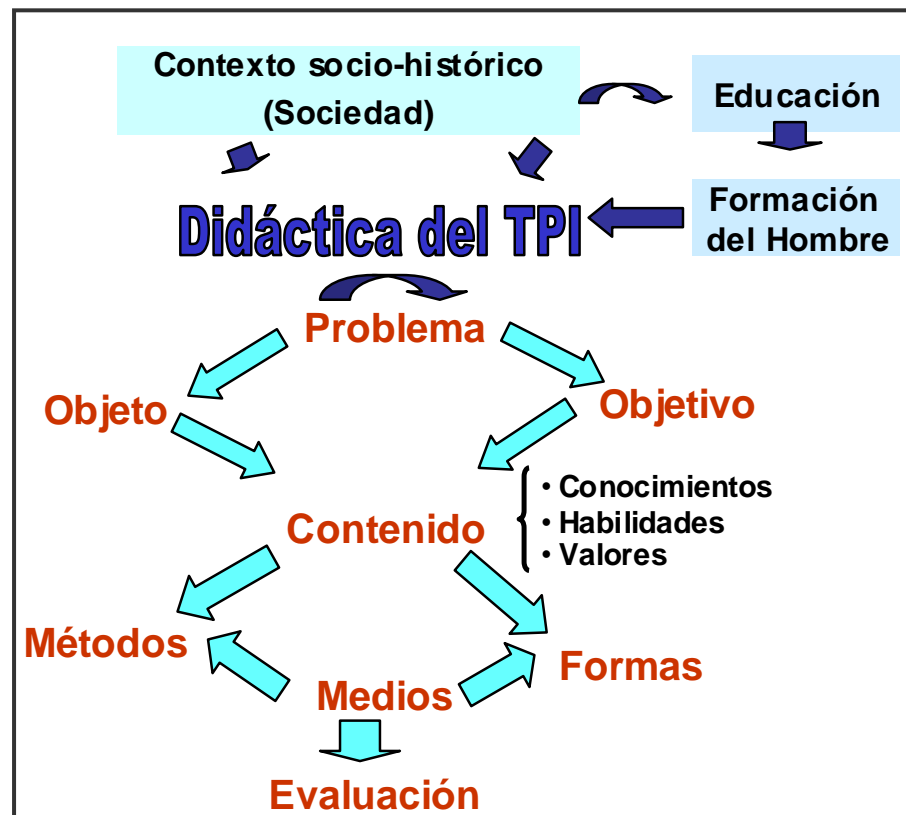 Contexto socio-histórico
(Sociedad)
Educación
Formación
del Hombre
Didáctica del TPI
Problema
Objeto
Objetivo
Contenido
• Conocimientos
• Habilidades
• Valores
Métodos
Formas
Medios
Evaluación